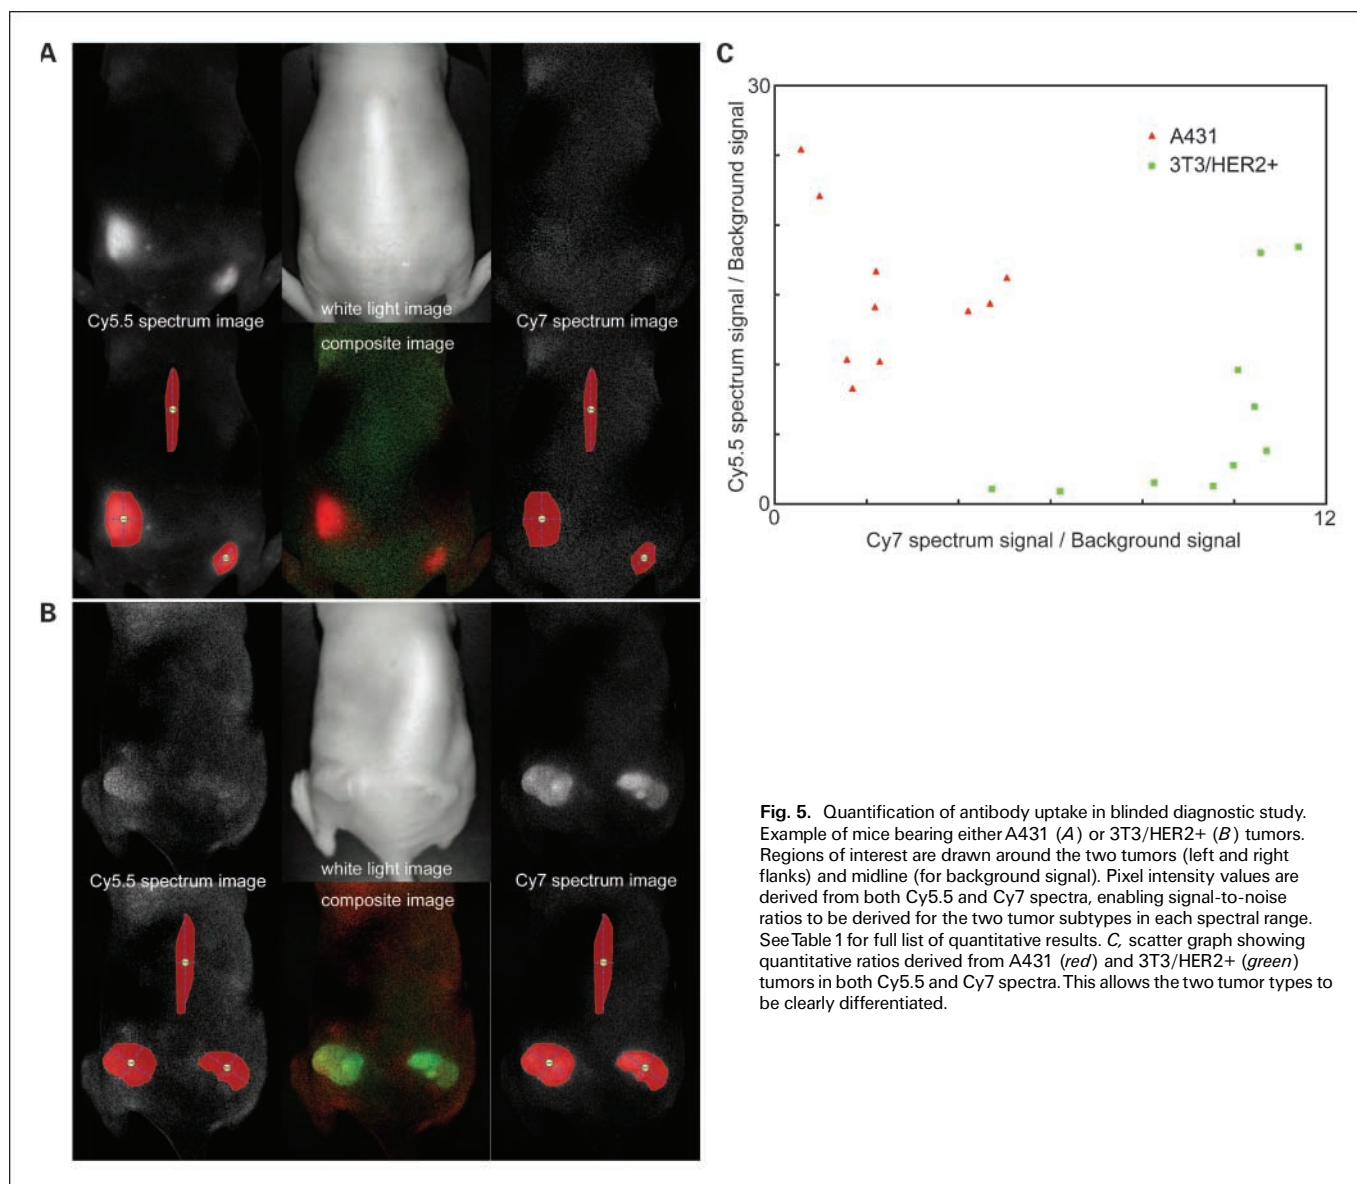 A
Cy5.5 spectrum image
white light image
Cy7 spectrum image
composite image
B
Cy5.5 spectrum image
white light image
Cy7 spectrum image
composite image
C
30
Cy5.5 spectrum signal / Background signal
0
A431
3T3/HER2+
0
12
Cy7 spectrum signal / Background signal
Fig. 5. Quantification of antibody uptake in blinded diagnostic study.
Example of mice bearing either A431 (A) or 3T3/HER2+ (B) tumors.
Regions of interest are drawn around the two tumors (left and right
flanks) and midline (for background signal). Pixel intensity values are
derived from both Cy5.5 and Cy7 spectra, enabling signal-to-noise
ratios to be derived for the two tumor subtypes in each spectral range.
See Table 1 for full list of quantitative results. C, scatter graph showing
quantitative ratios derived from A431 (red) and 3T3/HER2+ (green)
tumors in both Cy5.5 and Cy7 spectra. This allows the two tumor types to
be clearly differentiated.